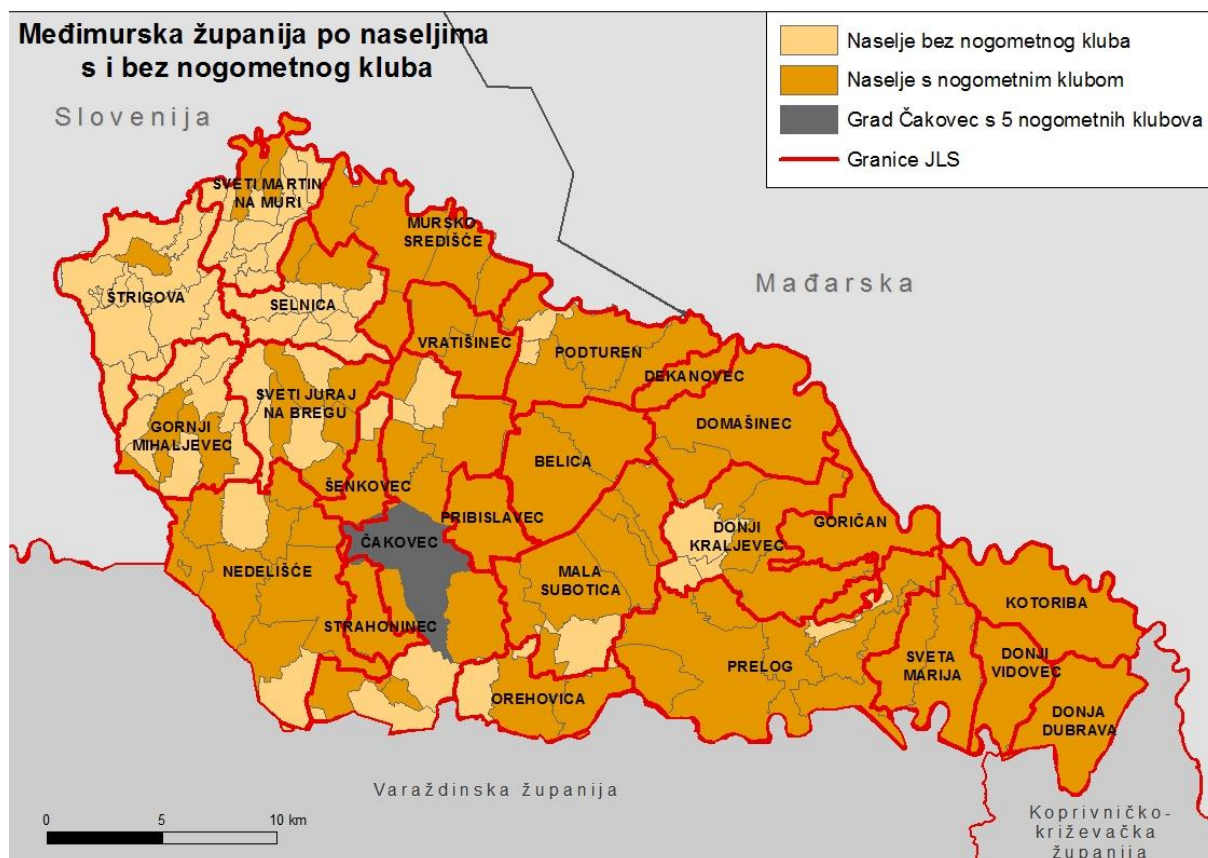 Međimurska županija po naseljima
s i bez nogometnog kluba
Naselje bez nogometnog kluba
Naselje s nogometnim klubom
Grad Čakovec s 5 nogometnih klubova
Granice JLS
Slovenija
Mađarska
SVETI MARTIN
NA MURI
MURSKO
SREDIŠĆE
ŠTRIGOVA
SELNICA
VRATIŠINEC
PODTUREN
DEKANOVEC
SVETI JURAJ
NA BREGU
GORNJI
MIHALJEVEC
DOMAŠINEC
BELICA
ŠENKOVEC
PRIBISLAVEC
DONJI
KRALJEVEC
GORIČAN
ČAKOVEC
NEDELIŠĆE
MALA
SUBOTICA
STRAHONINEC
KOTORIBA
PRELOG
SVETA
MARIJA
DONJI
VIDOVEC
OREHOVICA
DONJA
DUBRAVA
Varaždinska županija
Koprivničko-
križevačka
županija
0 5 10 km